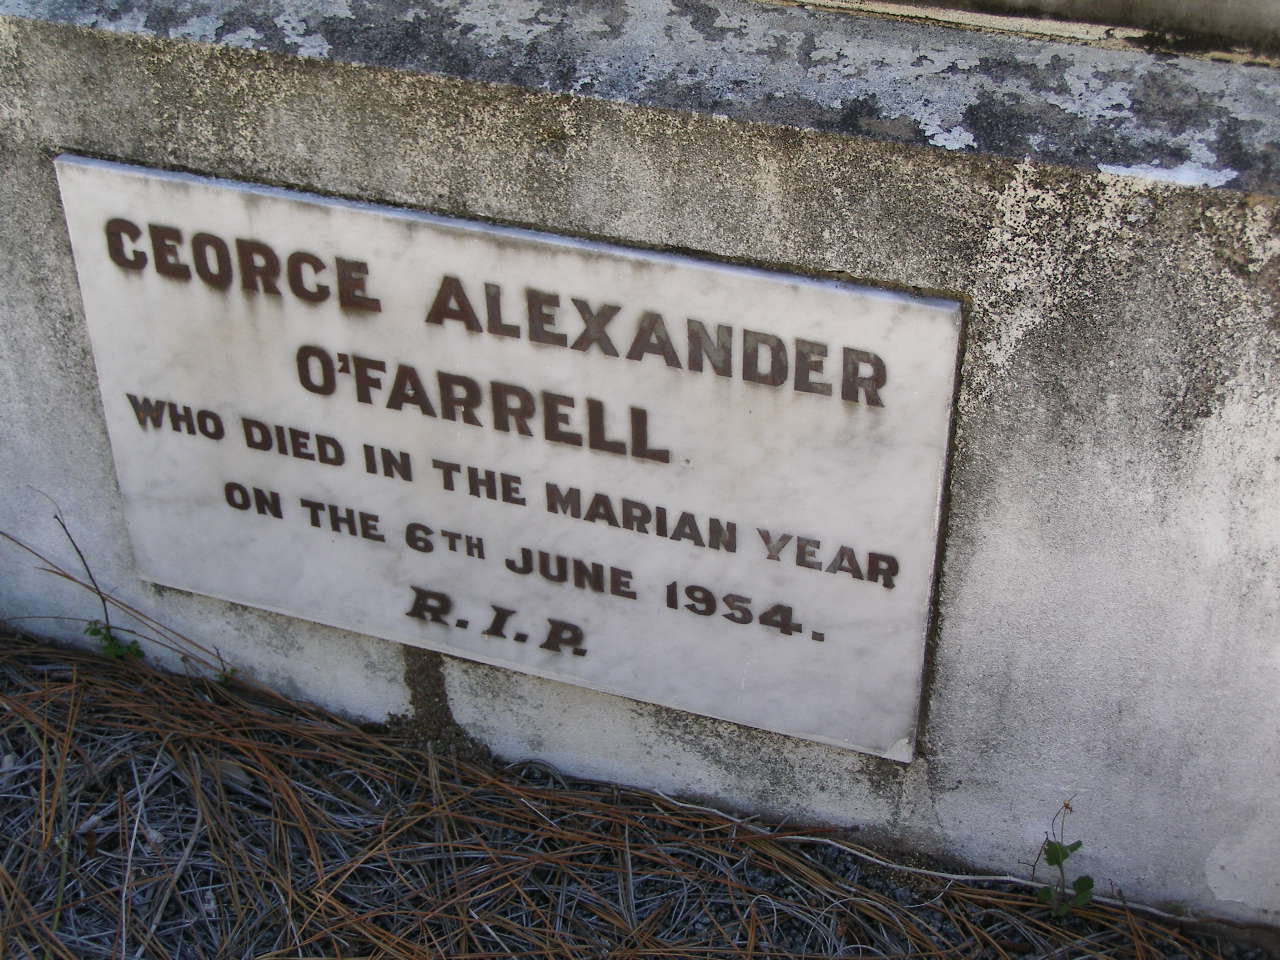 GEORGE ALEXANDER
O'FARRELL
WHO DIED IN THE MARIAN YEAR
ON THE 6TH JUNE 1954.
R.I.P.